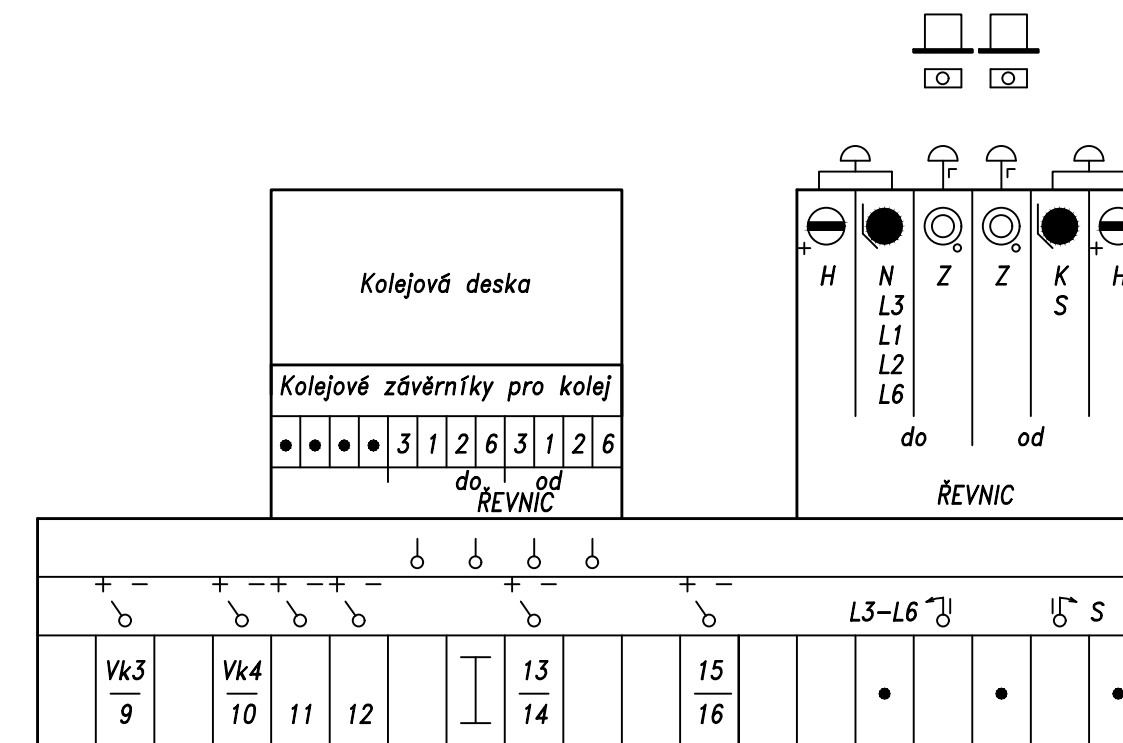 H N Z Z K H
L3 S
L1
L2
L6
do od
ŘEVNIC
Kolejová deska
Kolejové závěrníky pro kolej
3 1 2 6 3 1 2 6
do od
ŘEVNIC
+ - + - + - + - + - + -
L3-L6 S
Vk3 Vk4 13 15
9 10 11 12 14 16